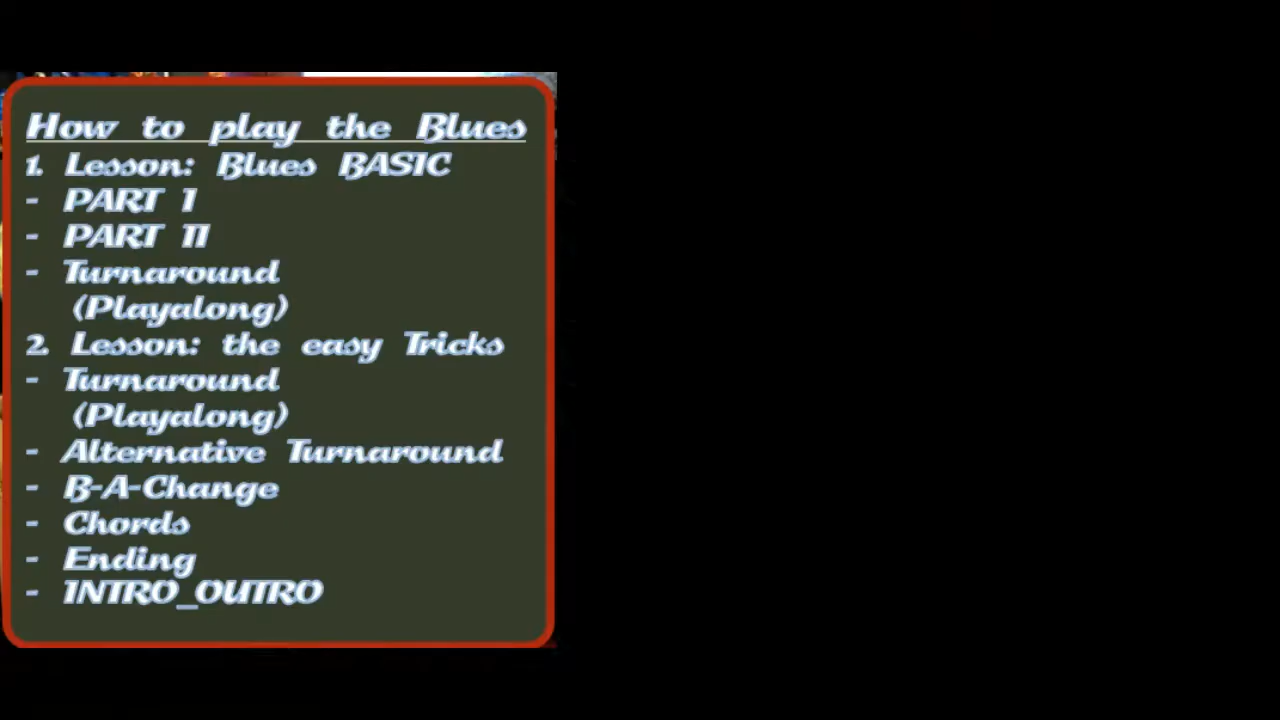 How to play the Blues
1. Lesson: Blues BASIC
- PART I
- PART II
- Turnaround
(Playalong)
2. Lesson: the easy Tricks
- Turnaround
(Playalong)
- Alternative Turnaround
- B-A-Change
- Chords
- Ending
- INTRO_OUTRO